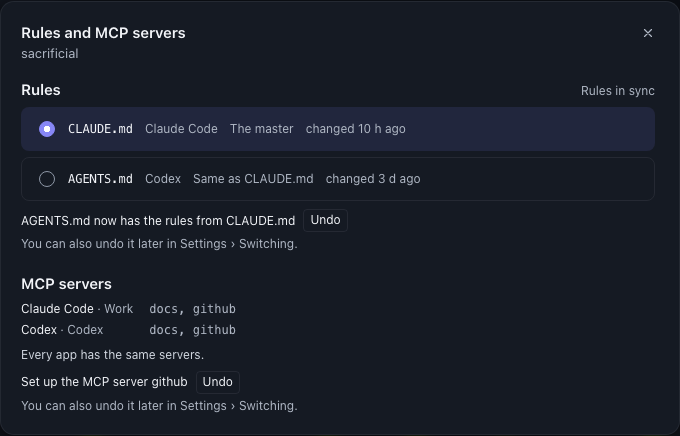 Rules and MCP servers
sacrificial
Rules
Rules in sync
CLAUDE.md Claude Code The master changed 10 h ago
AGENTS.md Codex Same as CLAUDE.md changed 3 d ago
AGENTS.md now has the rules from CLAUDE.md Undo
You can also undo it later in Settings › Switching.
MCP servers
Claude Code · Work docs, github
Codex · Codex docs, github
Every app has the same servers.
Set up the MCP server github Undo
You can also undo it later in Settings › Switching.